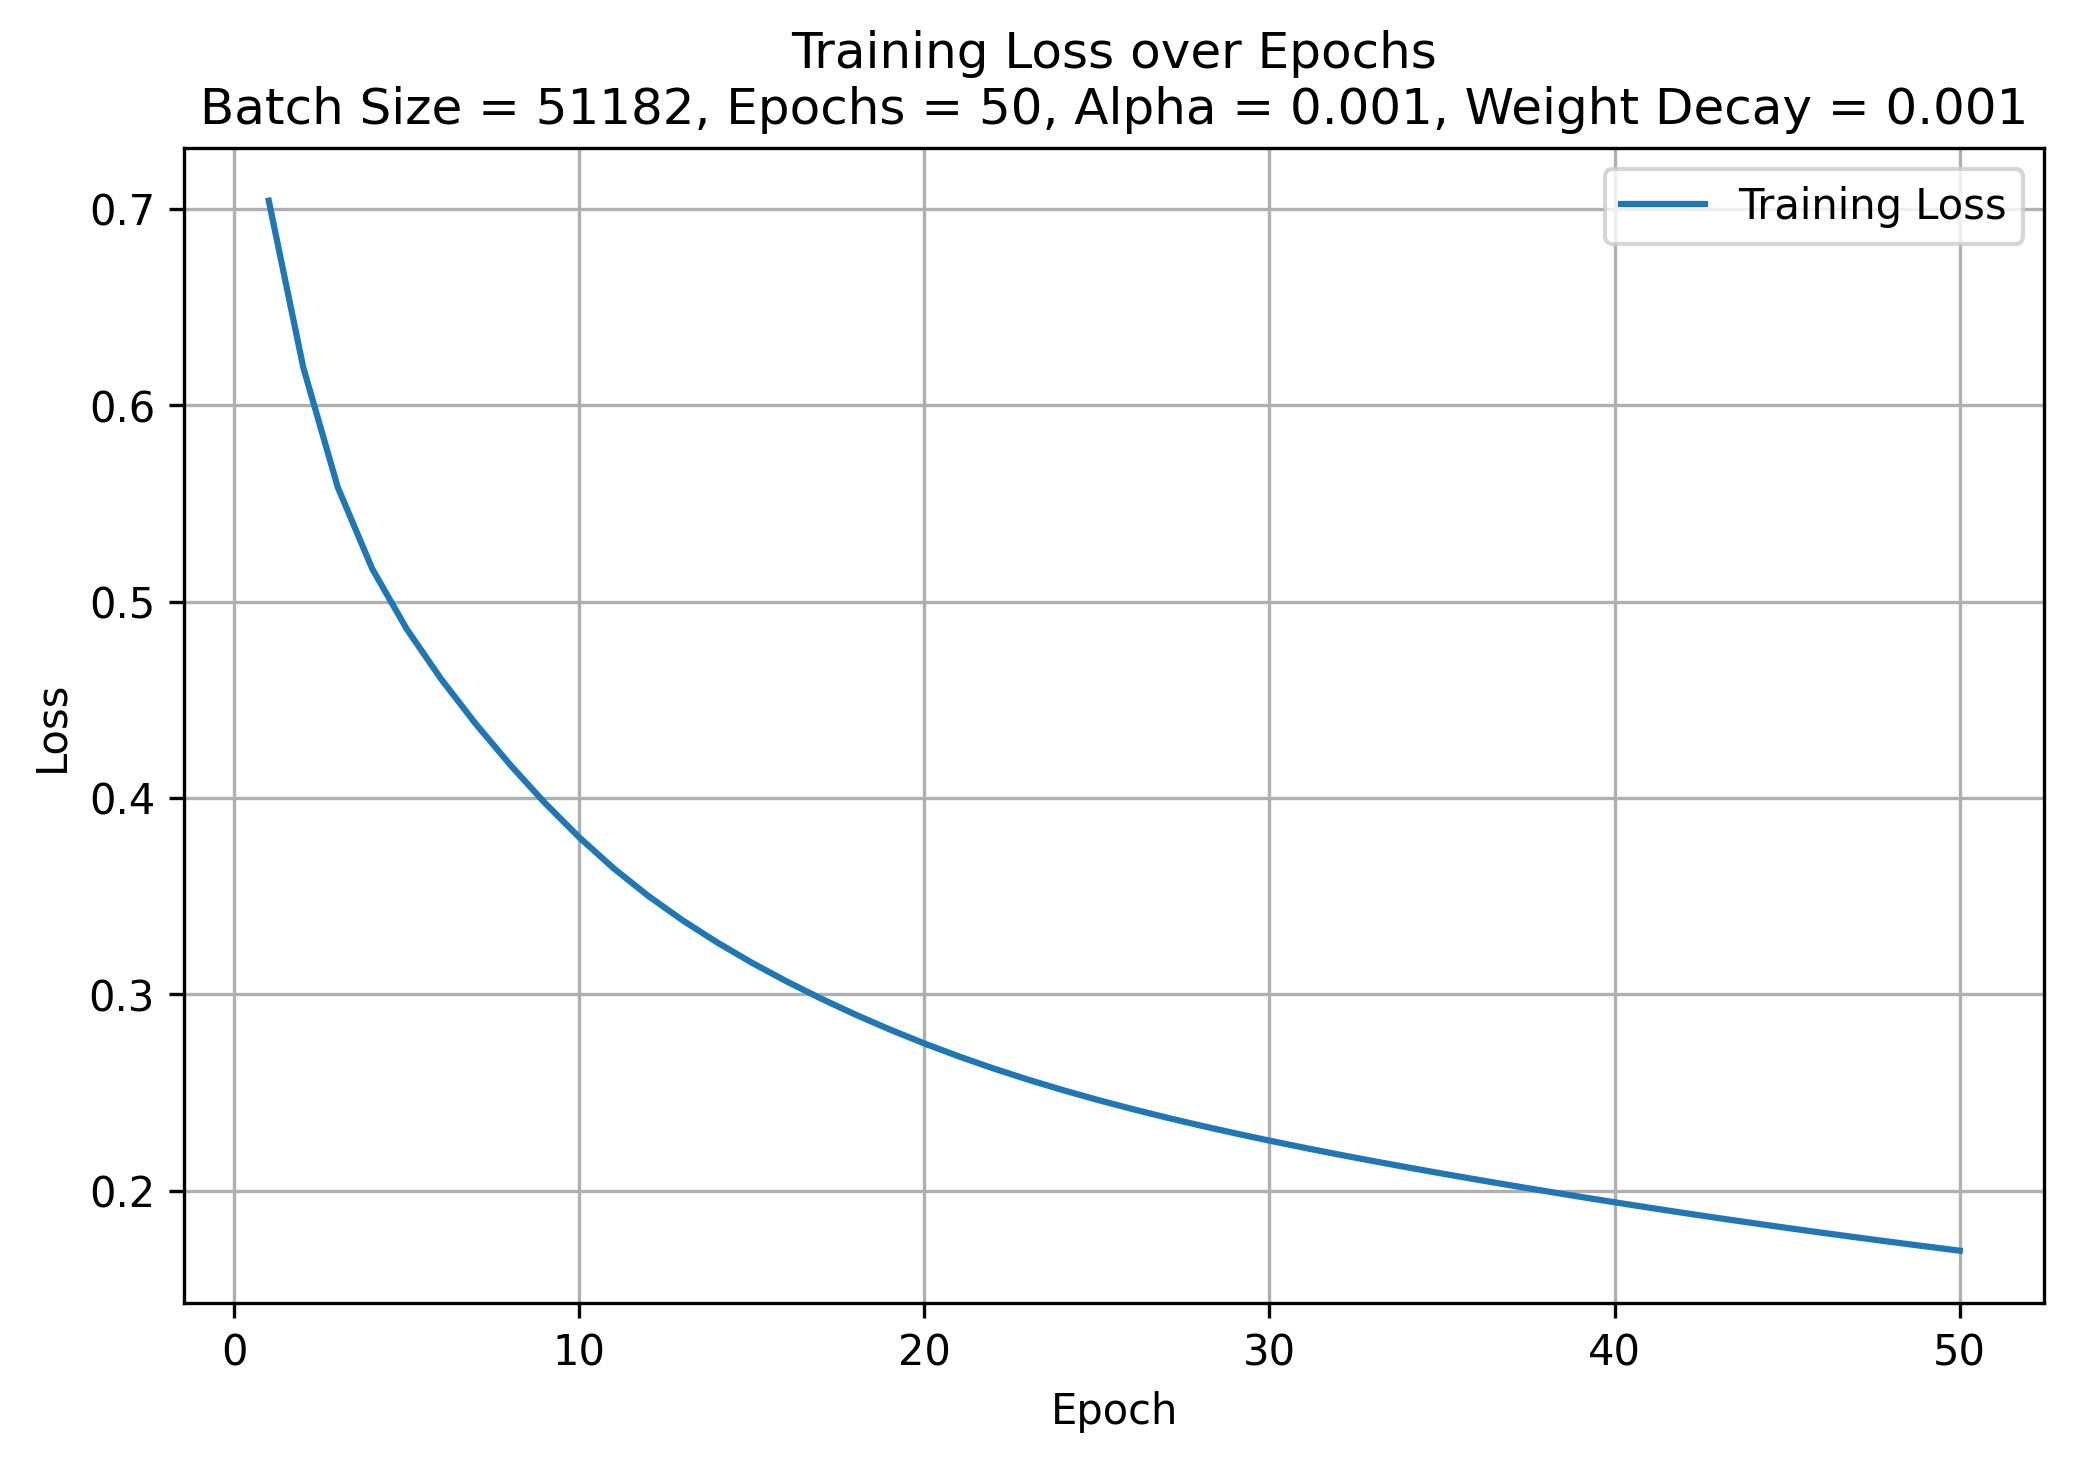 Training Loss over Epochs
Batch Size = 51182, Epochs = 50, Alpha = 0.001, Weight Decay = 0.001
Training Loss
0.7
0.6
0.5
0.4
0.3
0.2
Loss
0 10 20 30 40 50
Epoch